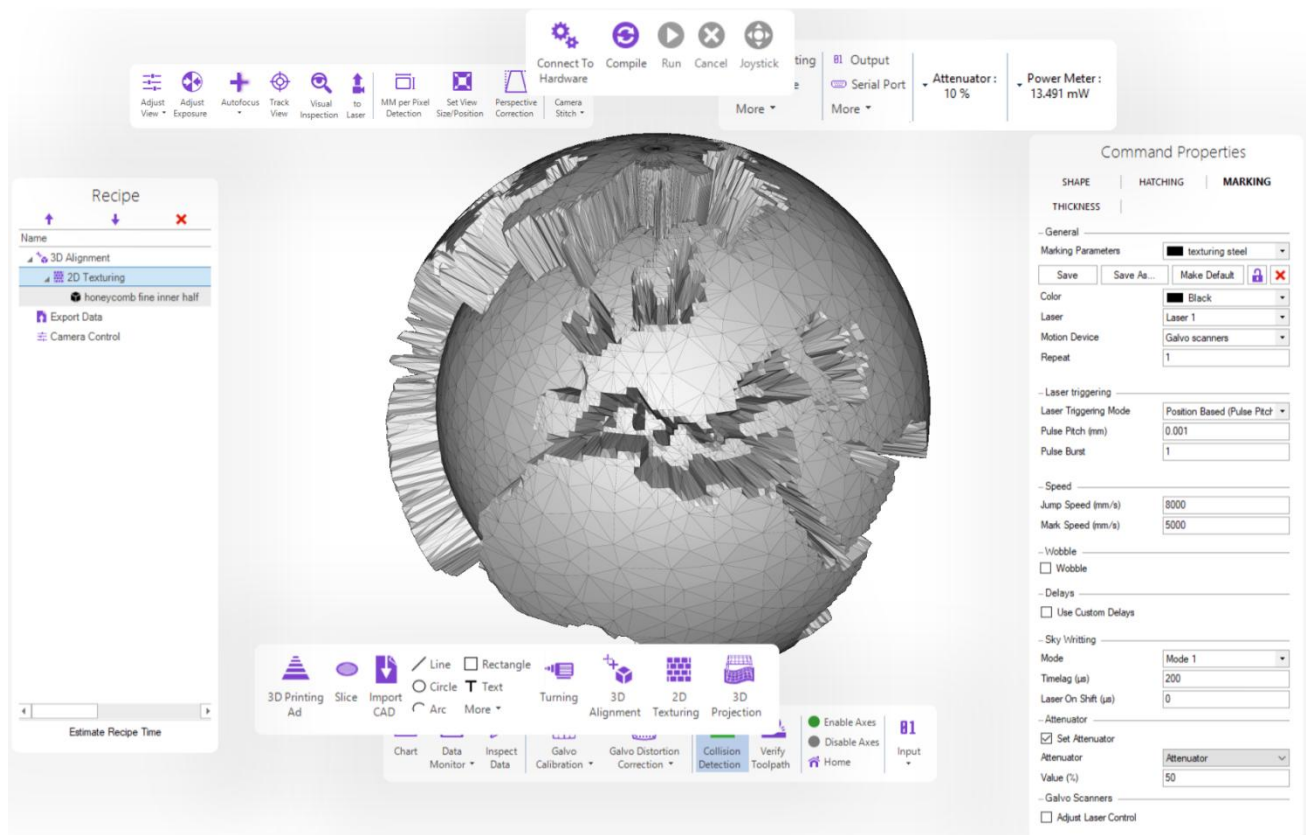 Connect To
Hardware
Compile
Run
Cancel
Joystick
Adjust
View
Adjust
Exposure
Autofocus
Track
View
Visual
Inspection
to
Laser
MM per Pixel
Detection
Set View
Size/Position
Perspective
Correction
Camera
Stitch
ting
e
More
Output
Serial Port
More
Attenuator :
10 %
Power Meter :
13.491 mW
Recipe
Name
3D Alignment
2D Texturing
honeycomb fine inner half
Export Data
Camera Control
Estimate Recipe Time
Command Properties
SHAPE
HATCHING
MARKING
THICKNESS
General
Marking Parameters
texturing steel
Save
Save As...
Make Default
Color
Black
Laser
Laser 1
Motion Device
Galvo scanners
Repeat
1
Laser triggering
Laser Triggering Mode
Position Based (Pulse Pitch
Pulse Pitch (mm)
0.001
Pulse Burst
1
Speed
Jump Speed (mm/s)
8000
Mark Speed (mm/s)
5000
Wobble
Wobble
Delays
Use Custom Delays
Sky Writting
Mode
Mode 1
Timelag (µs)
200
Laser On Shift (µs)
0
Attenuator
Set Attenuator
Attenuator
Attenuator
Value (%)
50
Galvo Scanners
Adjust Laser Control
3D Printing
Ad
Slice
Import
CAD
Line
Circle
Arc
Rectangle
Text
More
Turning
3D
Alignment
2D
Texturing
3D
Projection
Chart
Data
Monitor
Inspect
Data
Galvo
Calibration
Galvo Distortion
Correction
Collision
Detection
Verify
Toolpath
Enable Axes
Disable Axes
Home
Input